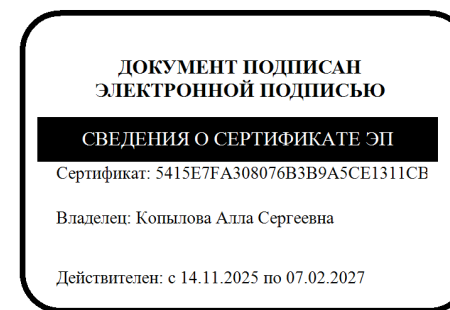 ДОКУМЕНТ ПОДПИСАН
ЭЛЕКТРОННОЙ ПОДПИСЬЮ
СВЕДЕНИЯ О СЕРТИФИКАТЕ ЭП
Сертификат: 5415E7FA308076B3B9A5CE1311CB
Владелец: Копылова Алла Сергеевна
Действителен: с 14.11.2025 по 07.02.2027